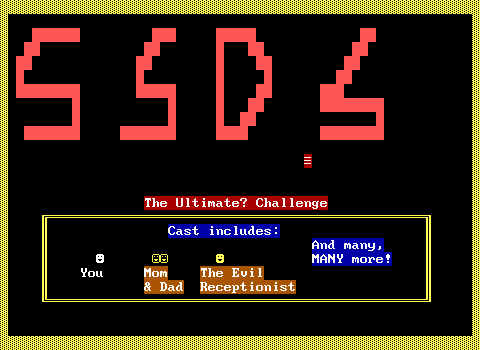 SSDS
The Ultimate? Challenge
Cast includes:
And many,
MANY more!
You
Mom
& Dad
The Evil
Receptionist